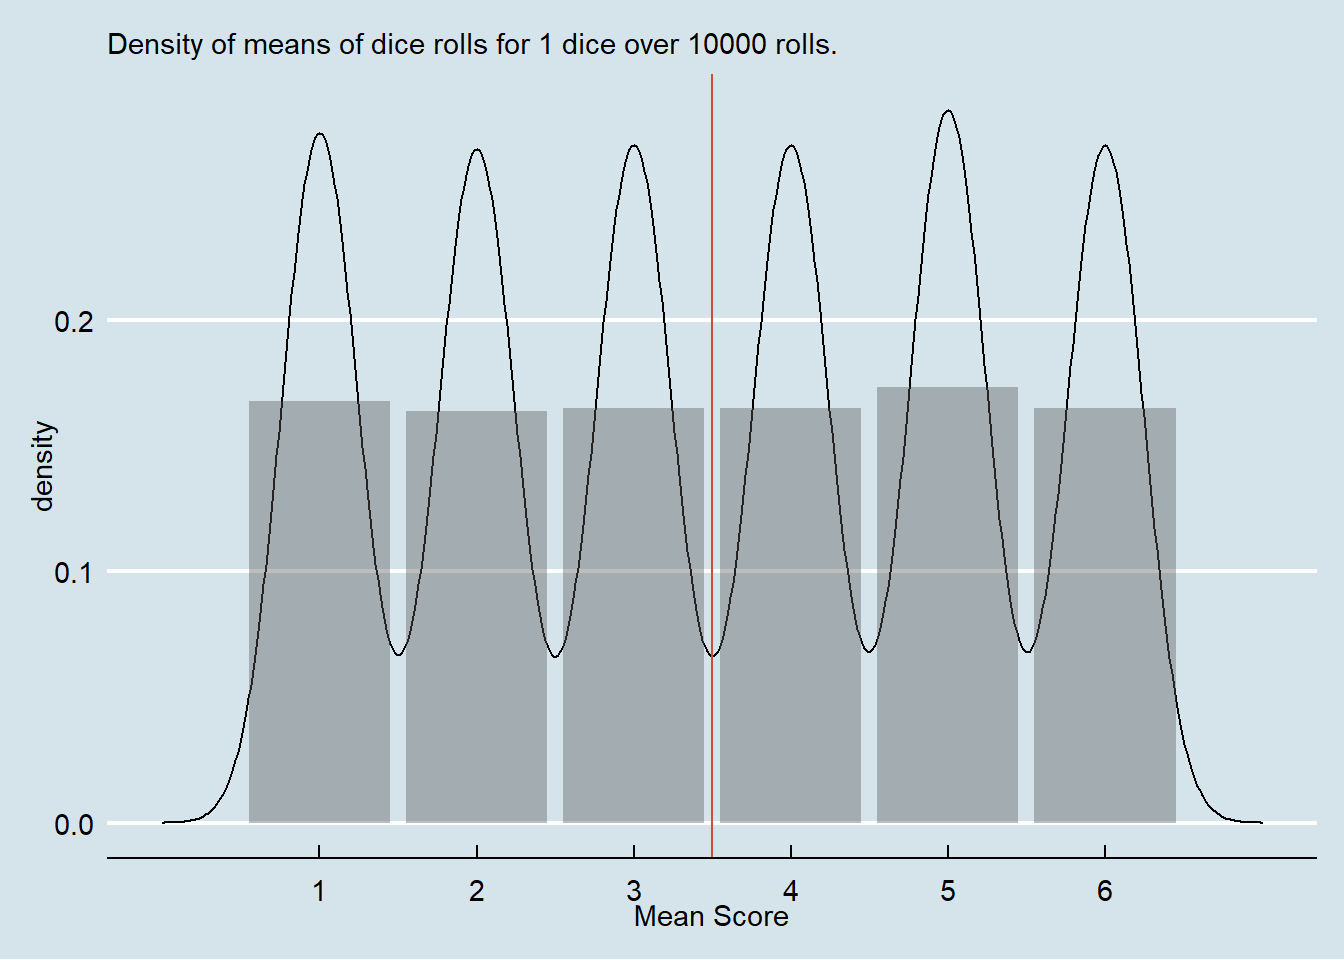 Density of means of dice rolls for 1 dice over 10000 rolls.
0.2
0.1
0.0
density
1 2 3 4 5 6
Mean Score